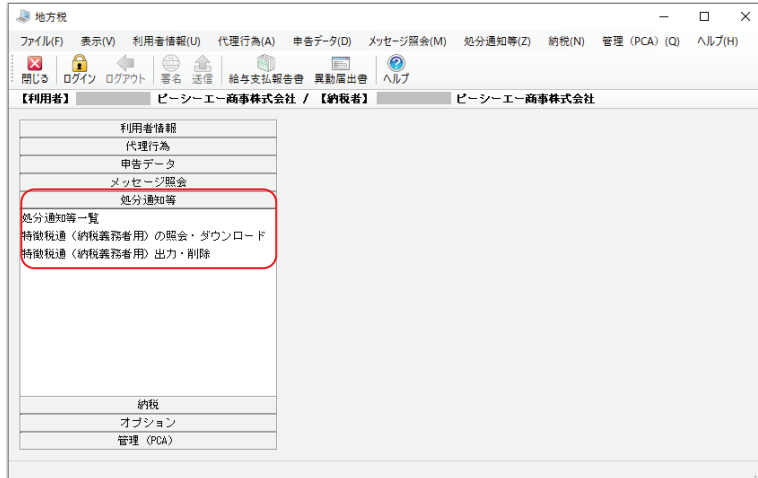 地方税
ファイル(F) 表示(V) 利用者情報(U) 代理行為(A) 申告データ(D) メッセージ照会(M) 処分通知等(Z) 納税(N) 管理（PCA）(Q) ヘルプ(H)
閉じる ログイン ログアウト 署名 送信 給与支払報告書 異動届出書 ヘルプ
【利用者】 ピーシーエー商事株式会社 / 【納税者】 ピーシーエー商事株式会社
利用者情報
代理行為
申告データ
メッセージ照会
処分通知等
処分通知等一覧
特徴税通（納税義務者用）の照会・ダウンロード
特徴税通（納税義務者用）出力・削除
納税
オプション
管理（PCA）